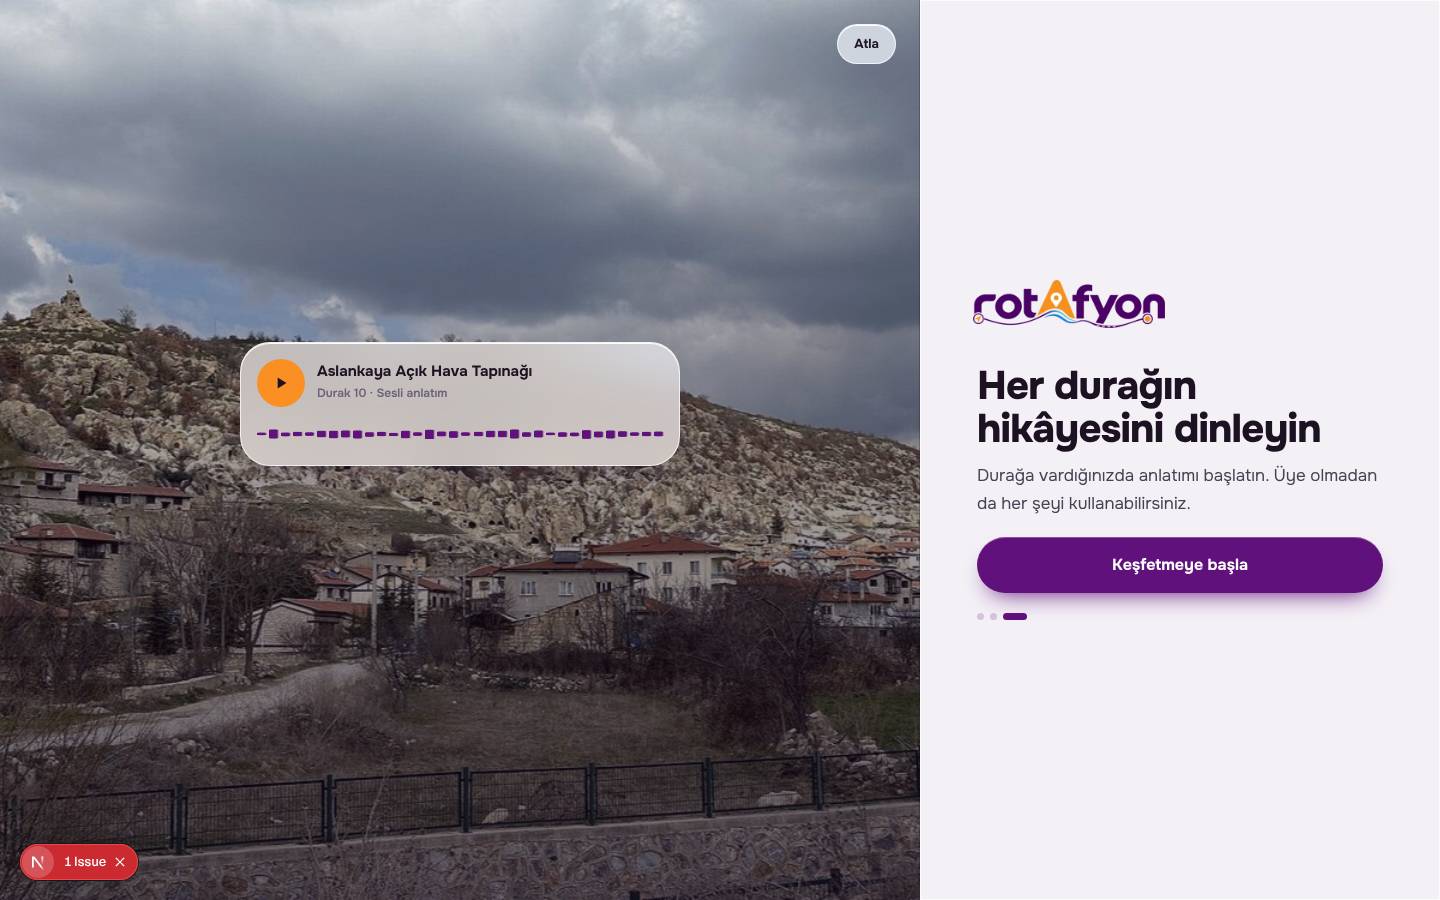 Atla
Aslankaya Açık Hava Tapınağı
Durak 10 · Sesli anlatım
rotAfyon
Her durağın
hikâyesini dinleyin
Durağa vardığınızda anlatımı başlatın. Üye olmadan
da her şeyi kullanabilirsiniz.
Keşfetmeye başla
N 1 Issue